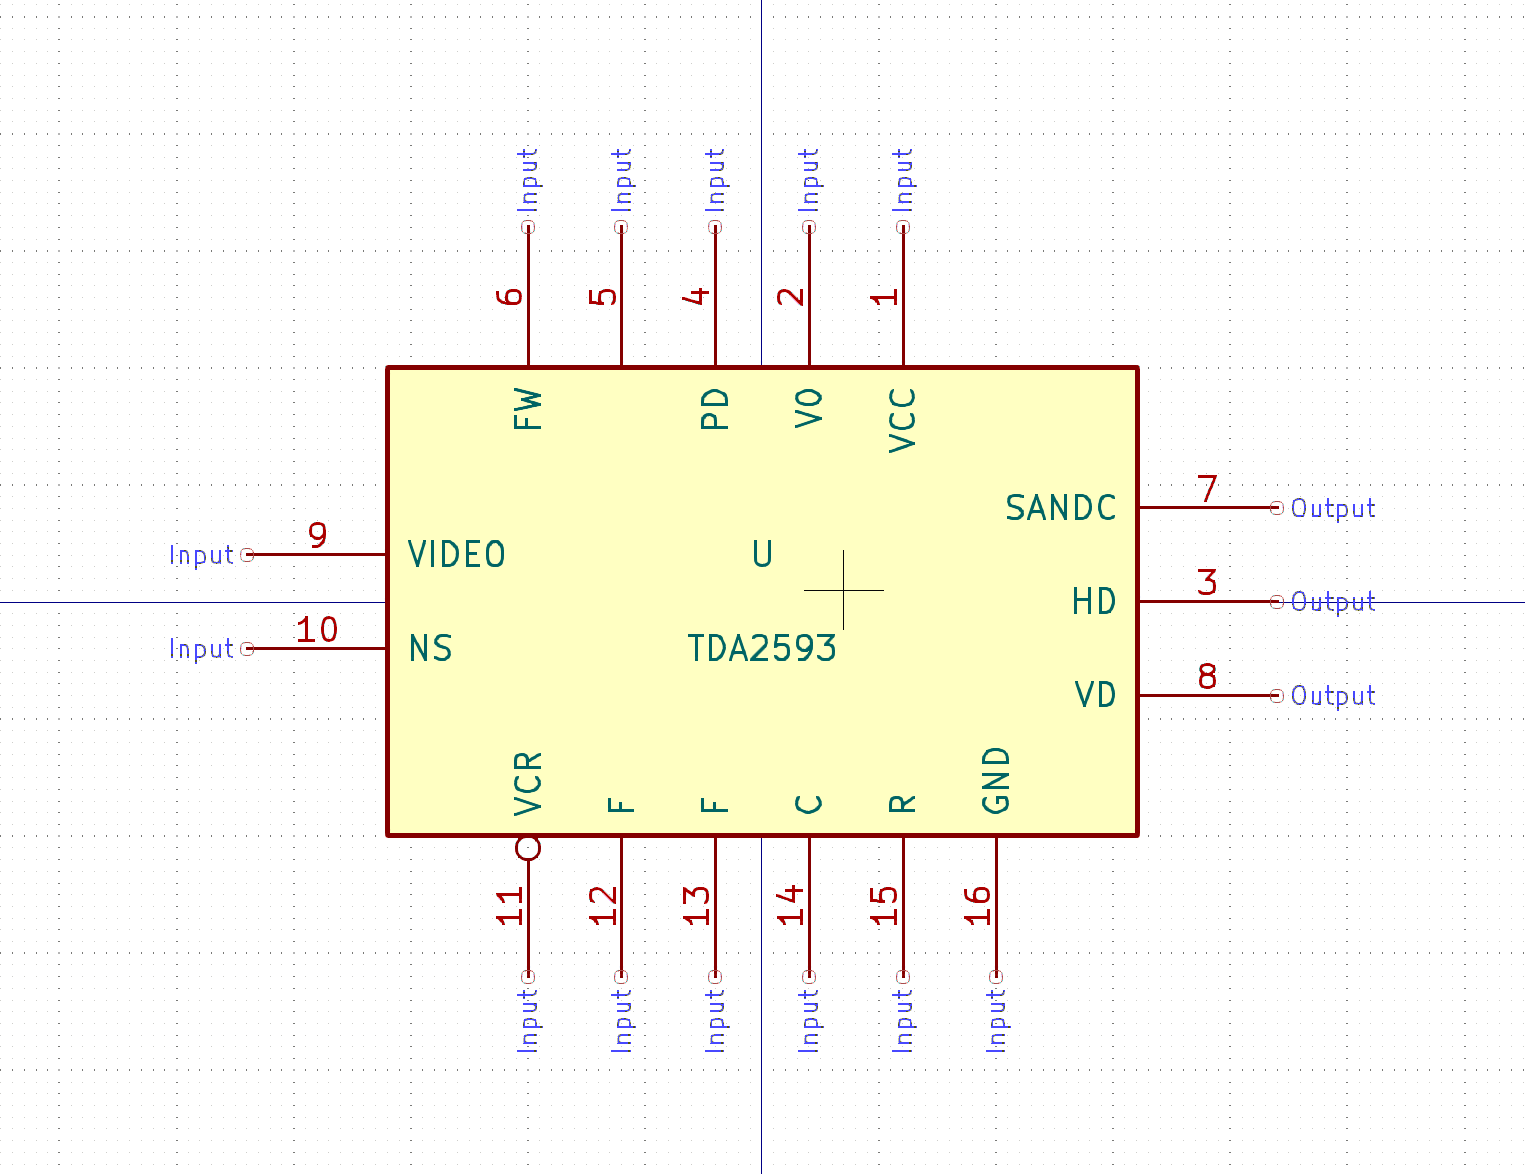 Input Input Input Input Input
6 5 4 2 1
FW PD VO VCC
7
SANDC Output
9
Input VIDEO U
3
HD Output
10
Input NS TDA2593
8
VD Output
VCR F F C R GND
11 12 13 14 15 16
Input Input Input Input Input Input